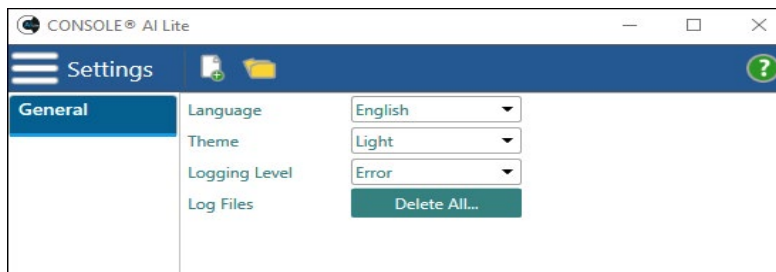 CONSOLE® AI Lite
Settings
?
General
Language English
Theme Light
Logging Level Error
Log Files Delete All...